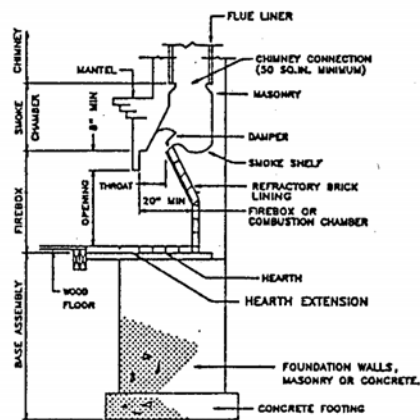 FLUE LINER
CHIMNEY
CHIMNEY CONNECTION
(50 SQ.IN. MINIMUM)
MANTEL
MASONRY
SMOKE
CHAMBER
8" MIN
DAMPER
SMOKE SHELF
THROAT
20" MIN
REFRACTORY BRICK
LINING
OPENING
FIREBOX
FIREBOX OR
COMBUSTION CHAMBER
HEARTH
WOOD
FLOOR
HEARTH EXTENSION
BASE ASSEMBLY
FOUNDATION WALLS,
MASONRY OR CONCRETE.
CONCRETE FOOTING